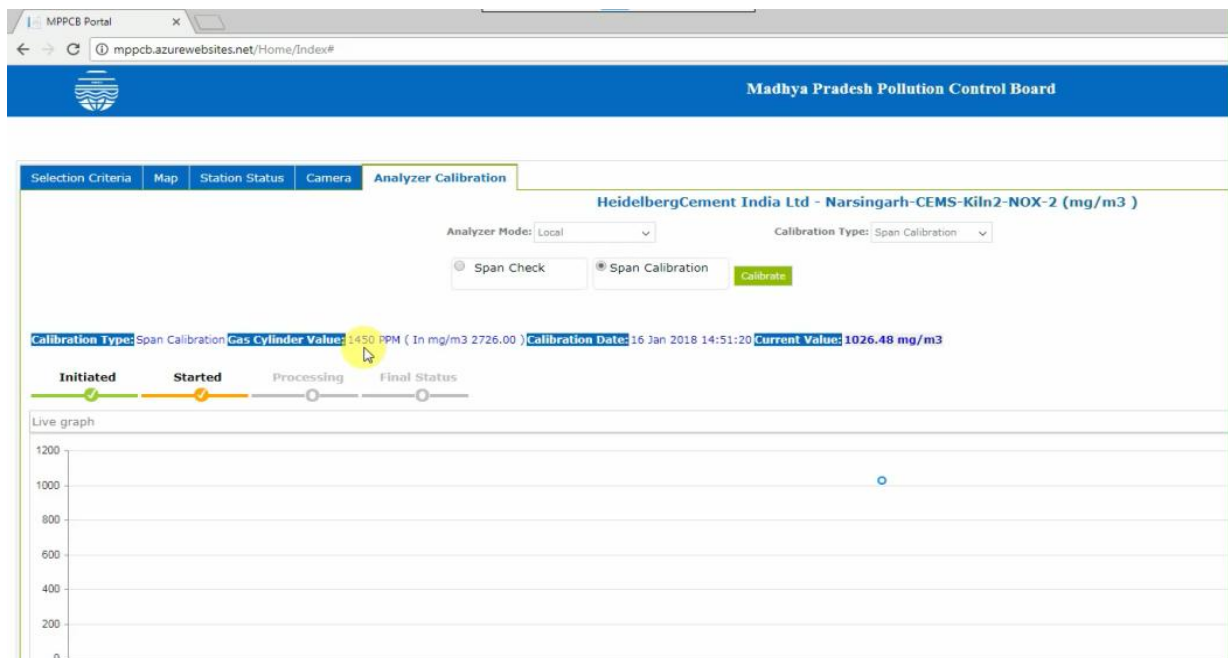 MPPCB Portal
mppcb.azurewebsites.net/Home/Index#
Madhya Pradesh Pollution Control Board
Selection Criteria Map Station Status Camera Analyzer Calibration
HeidelbergCement India Ltd - Narsingarh-CEMS-Kiln2-NOX-2 (mg/m3 )
Analyzer Mode: Local Calibration Type: Span Calibration
Span Check Span Calibration Calibrate
Calibration Type: Span Calibration Gas Cylinder Value: 1450 PPM ( In mg/m3 2726.00 ) Calibration Date: 16 Jan 2018 14:51:20 Current Value: 1026.48 mg/m3
Initiated Started Processing Final Status
Live graph
1200
1000
800
600
400
200
0